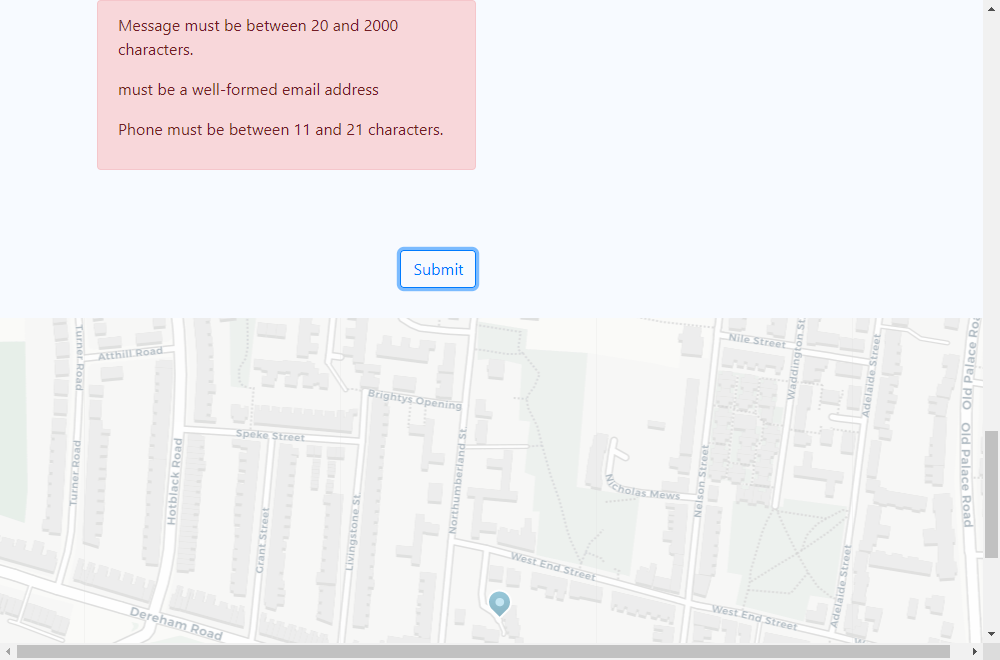 Message must be between 20 and 2000
characters.
must be a well-formed email address
Phone must be between 11 and 21 characters.
Submit
Turner Road
Atthill Road
Nile Street
Waddington St
Adelaide Street
Old Palace Road
Brightys Opening
Speke Street
Northumberland St
Turner Road
Hotblack Road
Nelson Street
Old Palace Road
Nicholas Mews
Grant Street
Livingstone St
West End Street
Adelaide Street
West End Street
Dereham Road